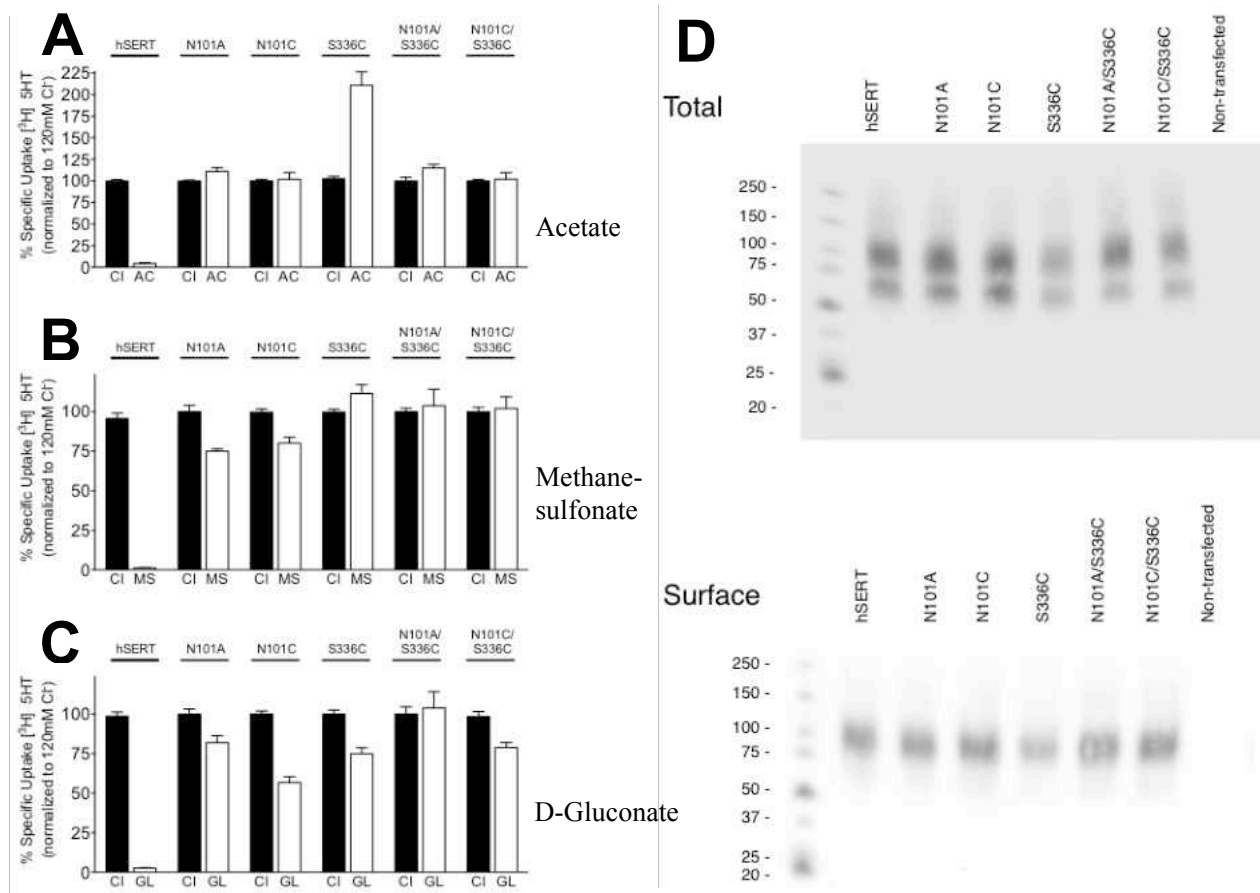 A
hSERT N101A N101C S336C N101A/ S336C N101C/ S336C
% Specific Uptake [³H] 5HT
(normalized to 120mM Cl⁻)
225
200
175
150
125
100
75
50
25
0
Cl AC Cl AC Cl AC Cl AC Cl AC Cl AC
Acetate
B
hSERT N101A N101C S336C N101A/ S336C N101C/ S336C
% Specific Uptake [³H] 5HT
(normalized to 120mM Cl⁻)
100
75
50
25
0
Cl MS Cl MS Cl MS Cl MS Cl MS Cl MS
Methane-
sulfonate
C
hSERT N101A N101C S336C N101A/ S336C N101C/ S336C
% Specific Uptake [³H] 5HT
(normalized to 120mM Cl⁻)
100
75
50
25
0
Cl GL Cl GL Cl GL Cl GL Cl GL Cl GL
D-Gluconate
D
Total
hSERT
N101A
N101C
S336C
N101A/S336C
N101C/S336C
Non-transfected
250 -
150 -
100 -
75 -
50 -
37 -
25 -
20 -
Surface
hSERT
N101A
N101C
S336C
N101A/S336C
N101C/S336C
Non-transfected
250 -
150 -
100 -
75 -
50 -
37 -
25 -
20 -